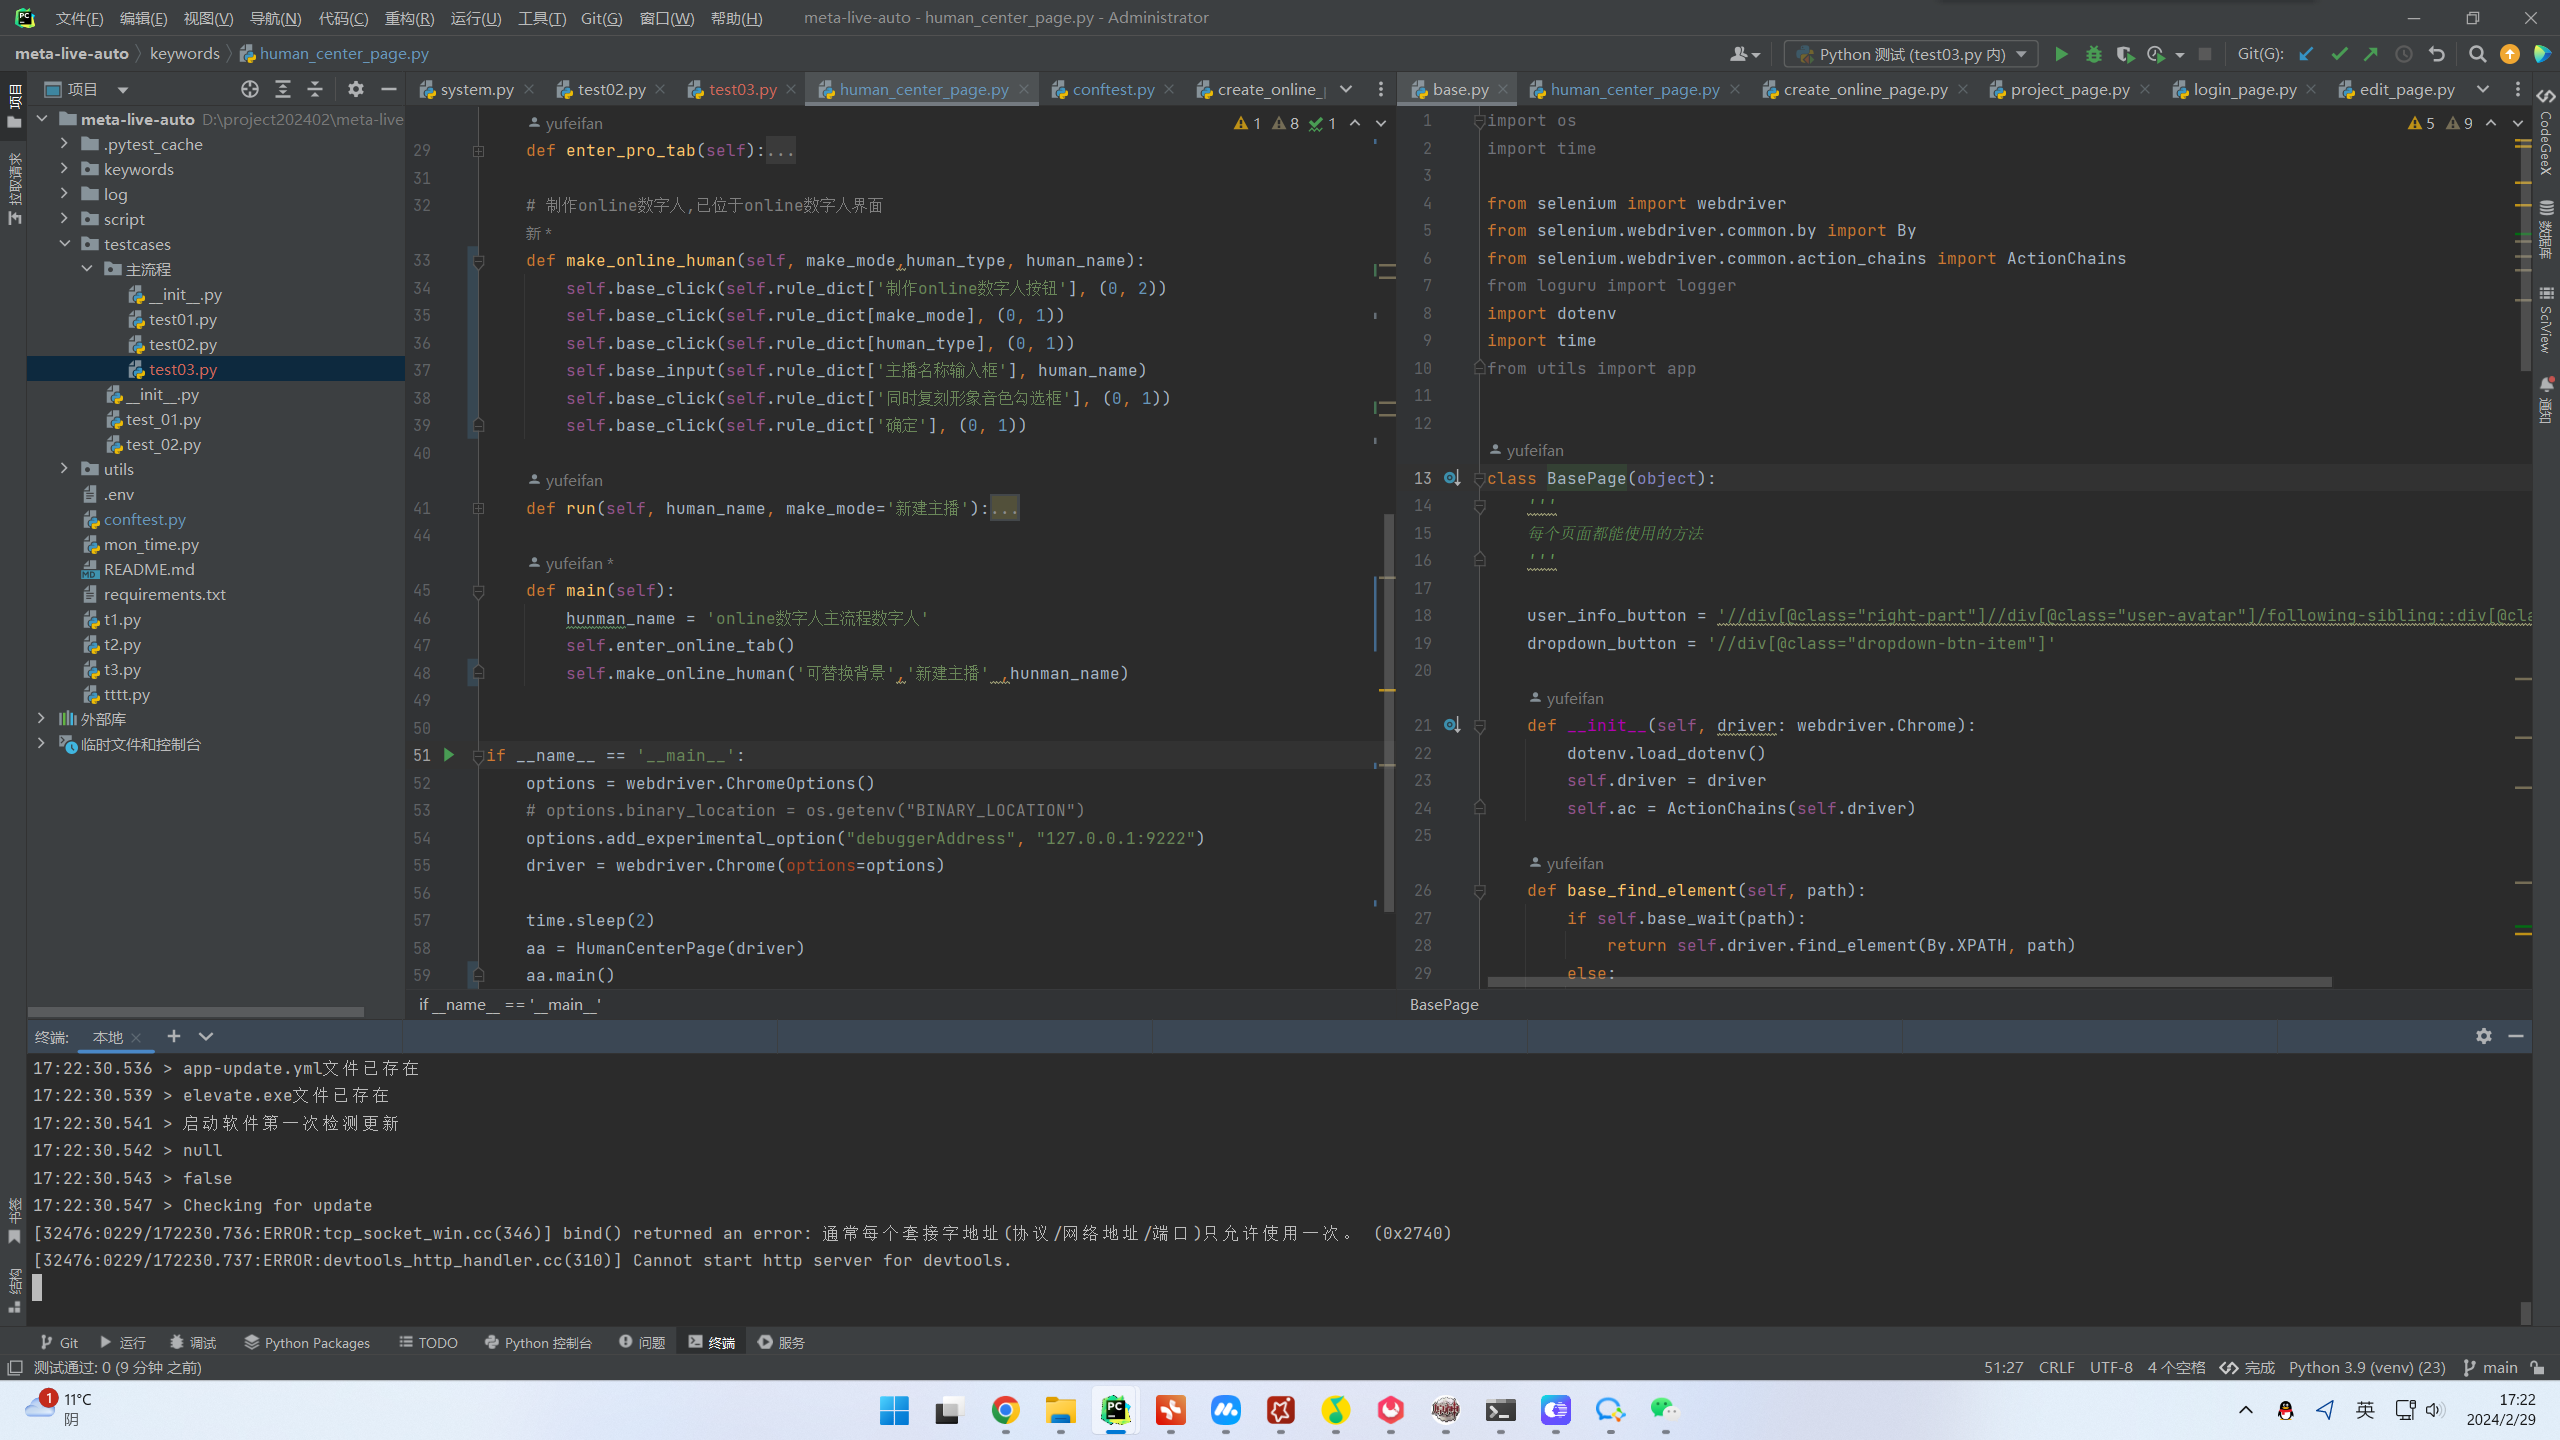 文件(F) 编辑(E) 视图(V) 导航(N) 代码(C) 重构(R) 运行(U) 工具(T) Git(G) 窗口(W) 帮助(H) meta-live-auto - human_center_page.py - Administrator
meta-live-auto keywords human_center_page.py
Python 测试 (test03.py 内) Git(G):
项目
system.py test02.py test03.py human_center_page.py conftest.py create_online_
base.py human_center_page.py create_online_page.py project_page.py login_page.py edit_page.py
项目
拉取请求
书签
结构
meta-live-auto D:\project202402\meta-live
.pytest_cache
keywords
log
script
testcases
主流程
__init__.py
test01.py
test02.py
test03.py
__init__.py
test_01.py
test_02.py
utils
.env
conftest.py
mon_time.py
README.md
requirements.txt
t1.py
t2.py
t3.py
tttt.py
外部库
临时文件和控制台
1 8 1
yufeifan
29 def enter_pro_tab(self):...
31
32 # 制作online数字人,已位于online数字人界面
新 *
33 def make_online_human(self, make_mode,human_type, human_name):
34 self.base_click(self.rule_dict['制作online数字人按钮'], (0, 2))
35 self.base_click(self.rule_dict[make_mode], (0, 1))
36 self.base_click(self.rule_dict[human_type], (0, 1))
37 self.base_input(self.rule_dict['主播名称输入框'], human_name)
38 self.base_click(self.rule_dict['同时复刻形象音色勾选框'], (0, 1))
39 self.base_click(self.rule_dict['确定'], (0, 1))
40
yufeifan
41 def run(self, human_name, make_mode='新建主播'):...
44
yufeifan *
45 def main(self):
46 hunman_name = 'online数字人主流程数字人'
47 self.enter_online_tab()
48 self.make_online_human('可替换背景','新建主播' ,hunman_name)
49
50
51 if __name__ == '__main__':
52 options = webdriver.ChromeOptions()
53 # options.binary_location = os.getenv("BINARY_LOCATION")
54 options.add_experimental_option("debuggerAddress", "127.0.0.1:9222")
55 driver = webdriver.Chrome(options=options)
56
57 time.sleep(2)
58 aa = HumanCenterPage(driver)
59 aa.main()
if __name__ == '__main__'
5 9
1 import os
2 import time
3
4 from selenium import webdriver
5 from selenium.webdriver.common.by import By
6 from selenium.webdriver.common.action_chains import ActionChains
7 from loguru import logger
8 import dotenv
9 import time
10 from utils import app
11
12
yufeifan
13 class BasePage(object):
14 '''
15 每个页面都能使用的方法
16 '''
17
18 user_info_button = '//div[@class="right-part"]//div[@class="user-avatar"]/following-sibling::div[@cla
19 dropdown_button = '//div[@class="dropdown-btn-item"]'
20
yufeifan
21 def __init__(self, driver: webdriver.Chrome):
22 dotenv.load_dotenv()
23 self.driver = driver
24 self.ac = ActionChains(self.driver)
25
yufeifan
26 def base_find_element(self, path):
27 if self.base_wait(path):
28 return self.driver.find_element(By.XPATH, path)
29 else:
BasePage
CodeGeeX
数据库
SciView
通知
终端: 本地
17:22:30.536 > app-update.yml文件已存在
17:22:30.539 > elevate.exe文件已存在
17:22:30.541 > 启动软件第一次检测更新
17:22:30.542 > null
17:22:30.543 > false
17:22:30.547 > Checking for update
[32476:0229/172230.736:ERROR:tcp_socket_win.cc(346)] bind() returned an error: 通常每个套接字地址(协议/网络地址/端口)只允许使用一次。 (0x2740)
[32476:0229/172230.737:ERROR:devtools_http_handler.cc(310)] Cannot start http server for devtools.
Git 运行 调试 Python Packages TODO Python 控制台 问题 终端 服务
测试通过: 0 (9 分钟 之前) 51:27 CRLF UTF-8 4 个空格 完成 Python 3.9 (venv) (23) main
1 11°C
阴
英 17:22
2024/2/29